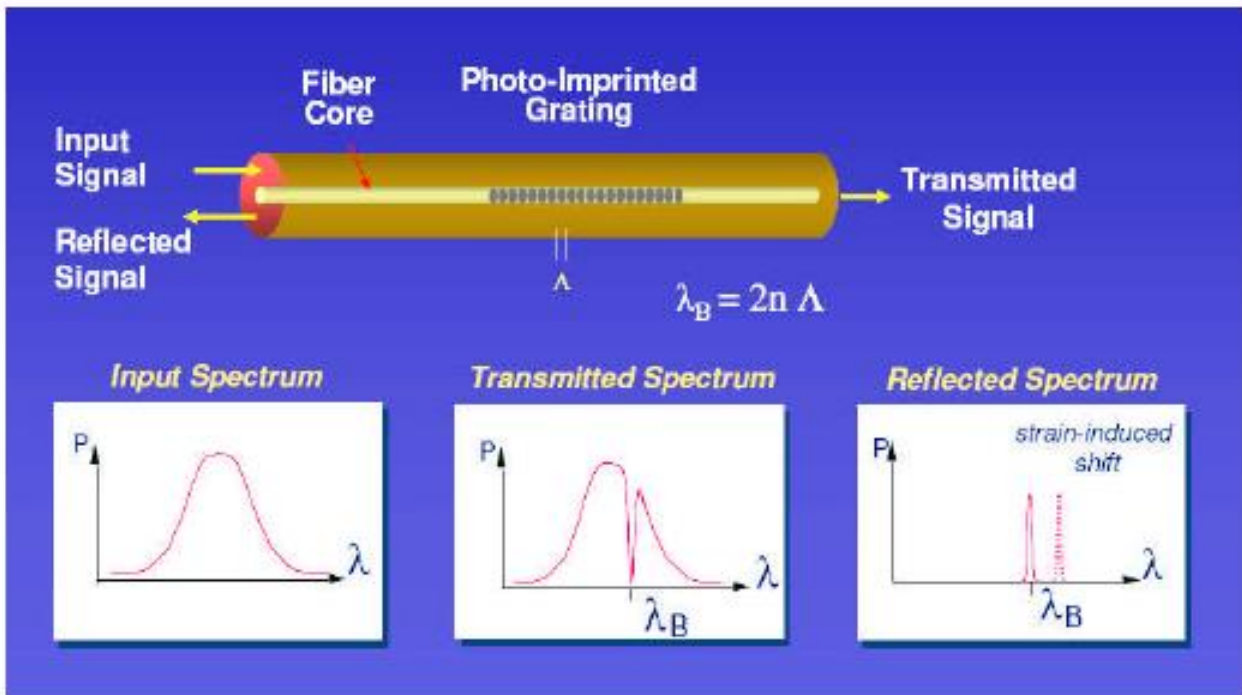 Fiber
Core
Photo-Imprinted
Grating
Input
Signal
Reflected
Signal
Transmitted
Signal
Λ
λB = 2n Λ
Input Spectrum
P
λ
Transmitted Spectrum
P
λ
λB
Reflected Spectrum
strain-induced
shift
P
λ
λB